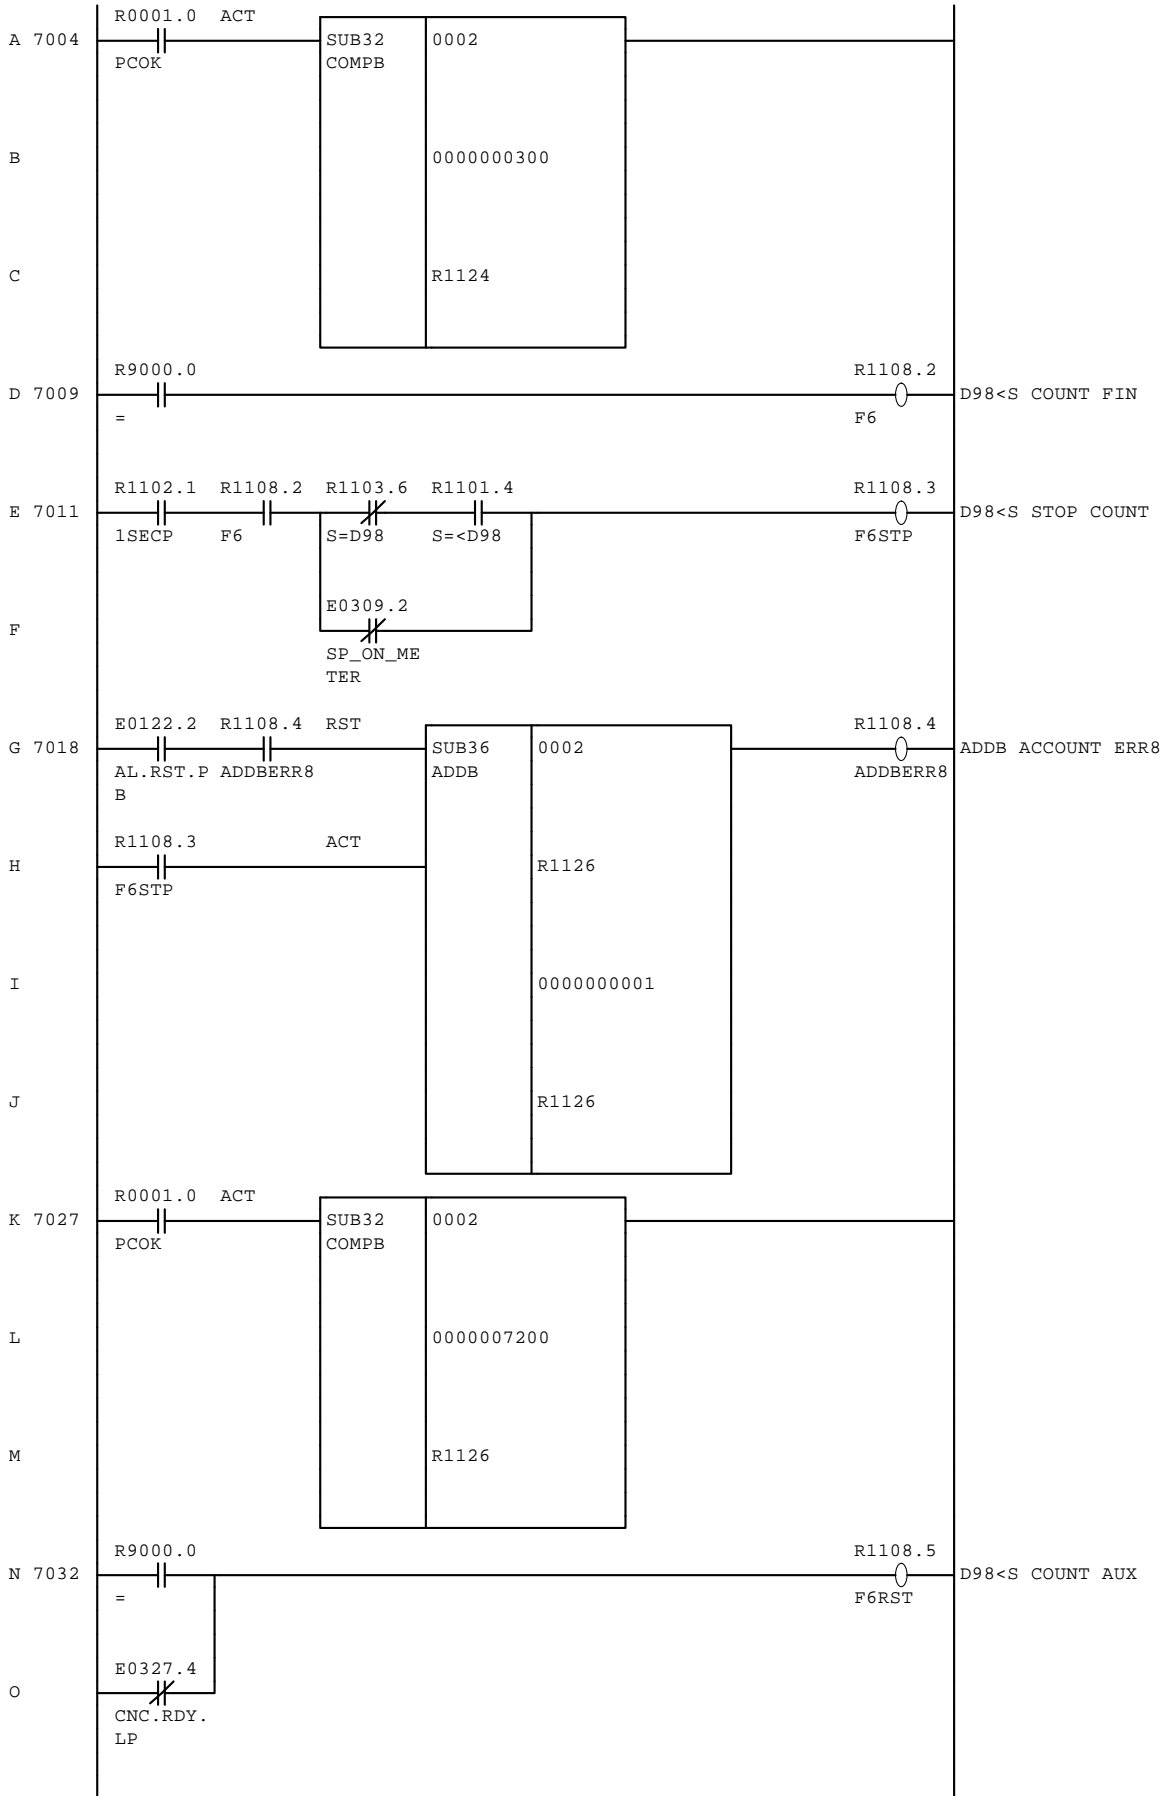 R0001.0 ACT
A 7004 SUB32 0002
PCOK COMPB
B 0000000300
C R1124
R9000.0 R1108.2
D 7009 D98<S COUNT FIN
= F6
R1102.1 R1108.2 R1103.6 R1101.4 R1108.3
E 7011 D98<S STOP COUNT
1SECP F6 S=D98 S=<D98 F6STP
E0309.2
F
SP_ON_ME
TER
E0122.2 R1108.4 RST R1108.4
G 7018 SUB36 0002 ADDB ACCOUNT ERR8
AL.RST.P ADDBERR8 ADDB ADDBERR8
B
R1108.3 ACT
H R1126
F6STP
I 0000000001
J R1126
R0001.0 ACT
K 7027 SUB32 0002
PCOK COMPB
L 0000007200
M R1126
R9000.0 R1108.5
N 7032 D98<S COUNT AUX
= F6RST
E0327.4
O
CNC.RDY.
LP